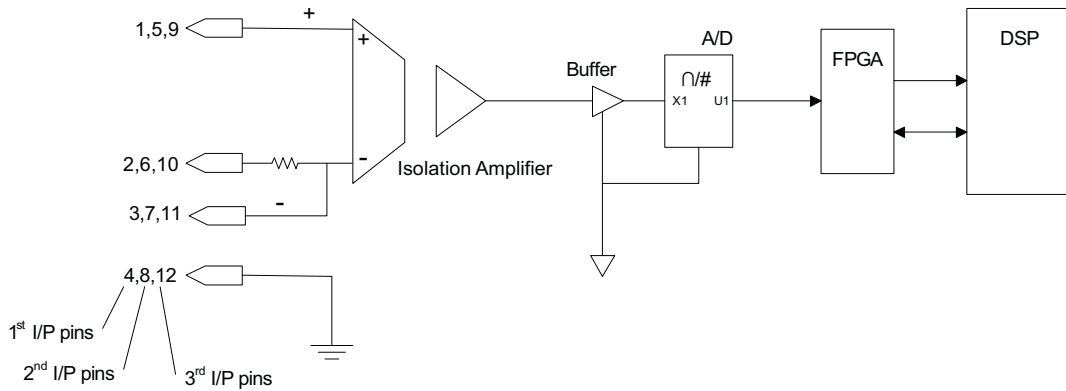 1,5,9
+
+
A/D
DSP
FPGA
Buffer
∩/#
X1 U1
2,6,10
-
Isolation Amplifier
3,7,11
-
4,8,12
1st I/P pins
2nd I/P pins
3rd I/P pins